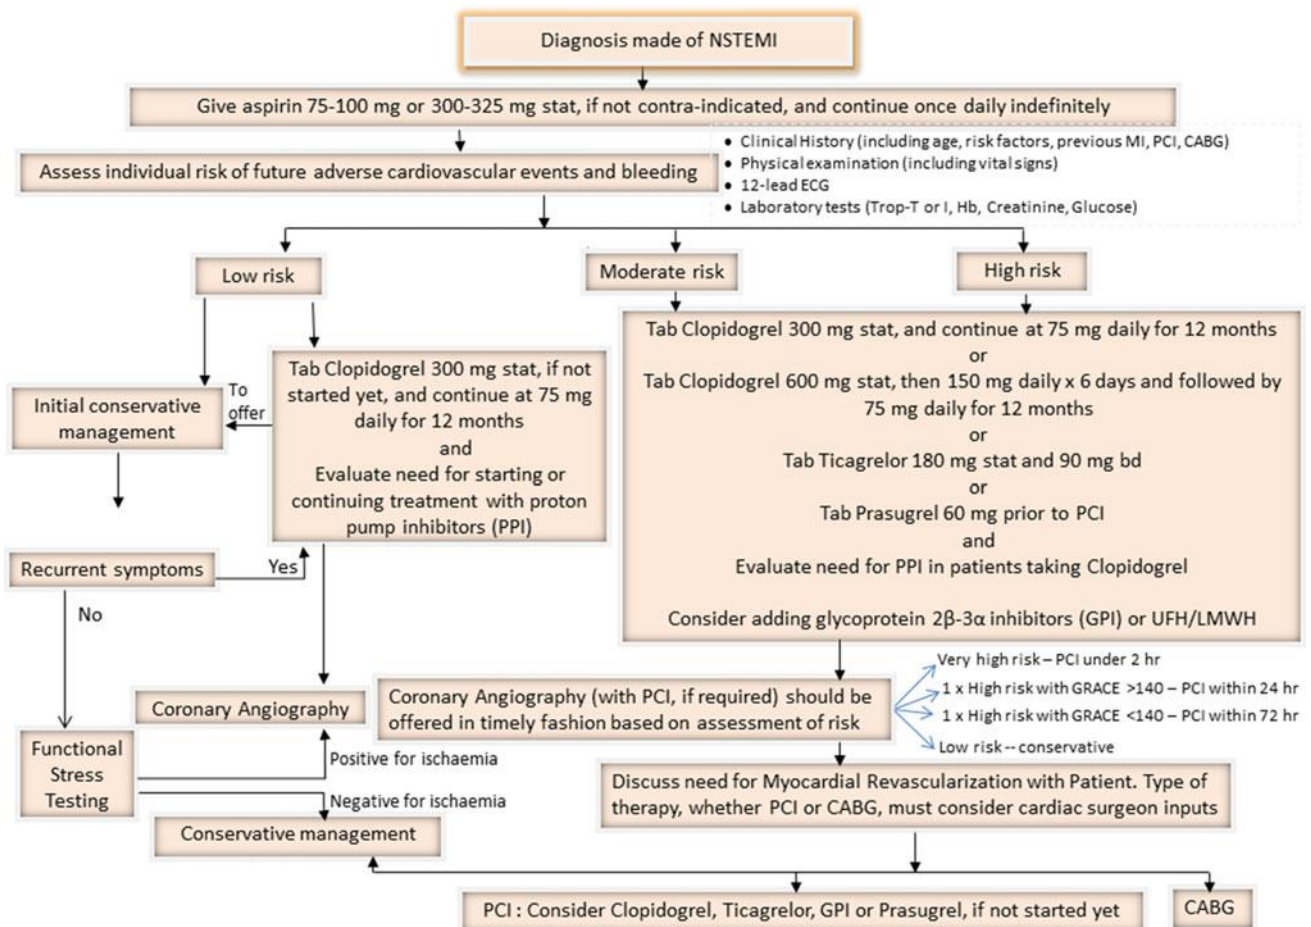 Diagnosis made of NSTEMI
Give aspirin 75-100 mg or 300-325 mg stat, if not contra-indicated, and continue once daily indefinitely
Assess individual risk of future adverse cardiovascular events and bleeding
• Clinical History (including age, risk factors, previous MI, PCI, CABG)
• Physical examination (including vital signs)
• 12-lead ECG
• Laboratory tests (Trop-T or I, Hb, Creatinine, Glucose)
Low risk
Moderate risk
High risk
Initial conservative
management
To
offer
Tab Clopidogrel 300 mg stat, if not
started yet, and continue at 75 mg
daily for 12 months
and
Evaluate need for starting or
continuing treatment with proton
pump inhibitors (PPI)
Tab Clopidogrel 300 mg stat, and continue at 75 mg daily for 12 months
or
Tab Clopidogrel 600 mg stat, then 150 mg daily x 6 days and followed by
75 mg daily for 12 months
or
Tab Ticagrelor 180 mg stat and 90 mg bd
or
Tab Prasugrel 60 mg prior to PCI
and
Evaluate need for PPI in patients taking Clopidogrel
Consider adding glycoprotein 2β-3α inhibitors (GPI) or UFH/LMWH
Recurrent symptoms
Yes
No
Coronary Angiography
Coronary Angiography (with PCI, if required) should be
offered in timely fashion based on assessment of risk
Very high risk – PCI under 2 hr
1 x High risk with GRACE >140 – PCI within 24 hr
1 x High risk with GRACE <140 – PCI within 72 hr
Low risk -- conservative
Functional
Stress
Testing
Positive for ischaemia
Negative for ischaemia
Conservative management
Discuss need for Myocardial Revascularization with Patient. Type of
therapy, whether PCI or CABG, must consider cardiac surgeon inputs
PCI : Consider Clopidogrel, Ticagrelor, GPI or Prasugrel, if not started yet
CABG